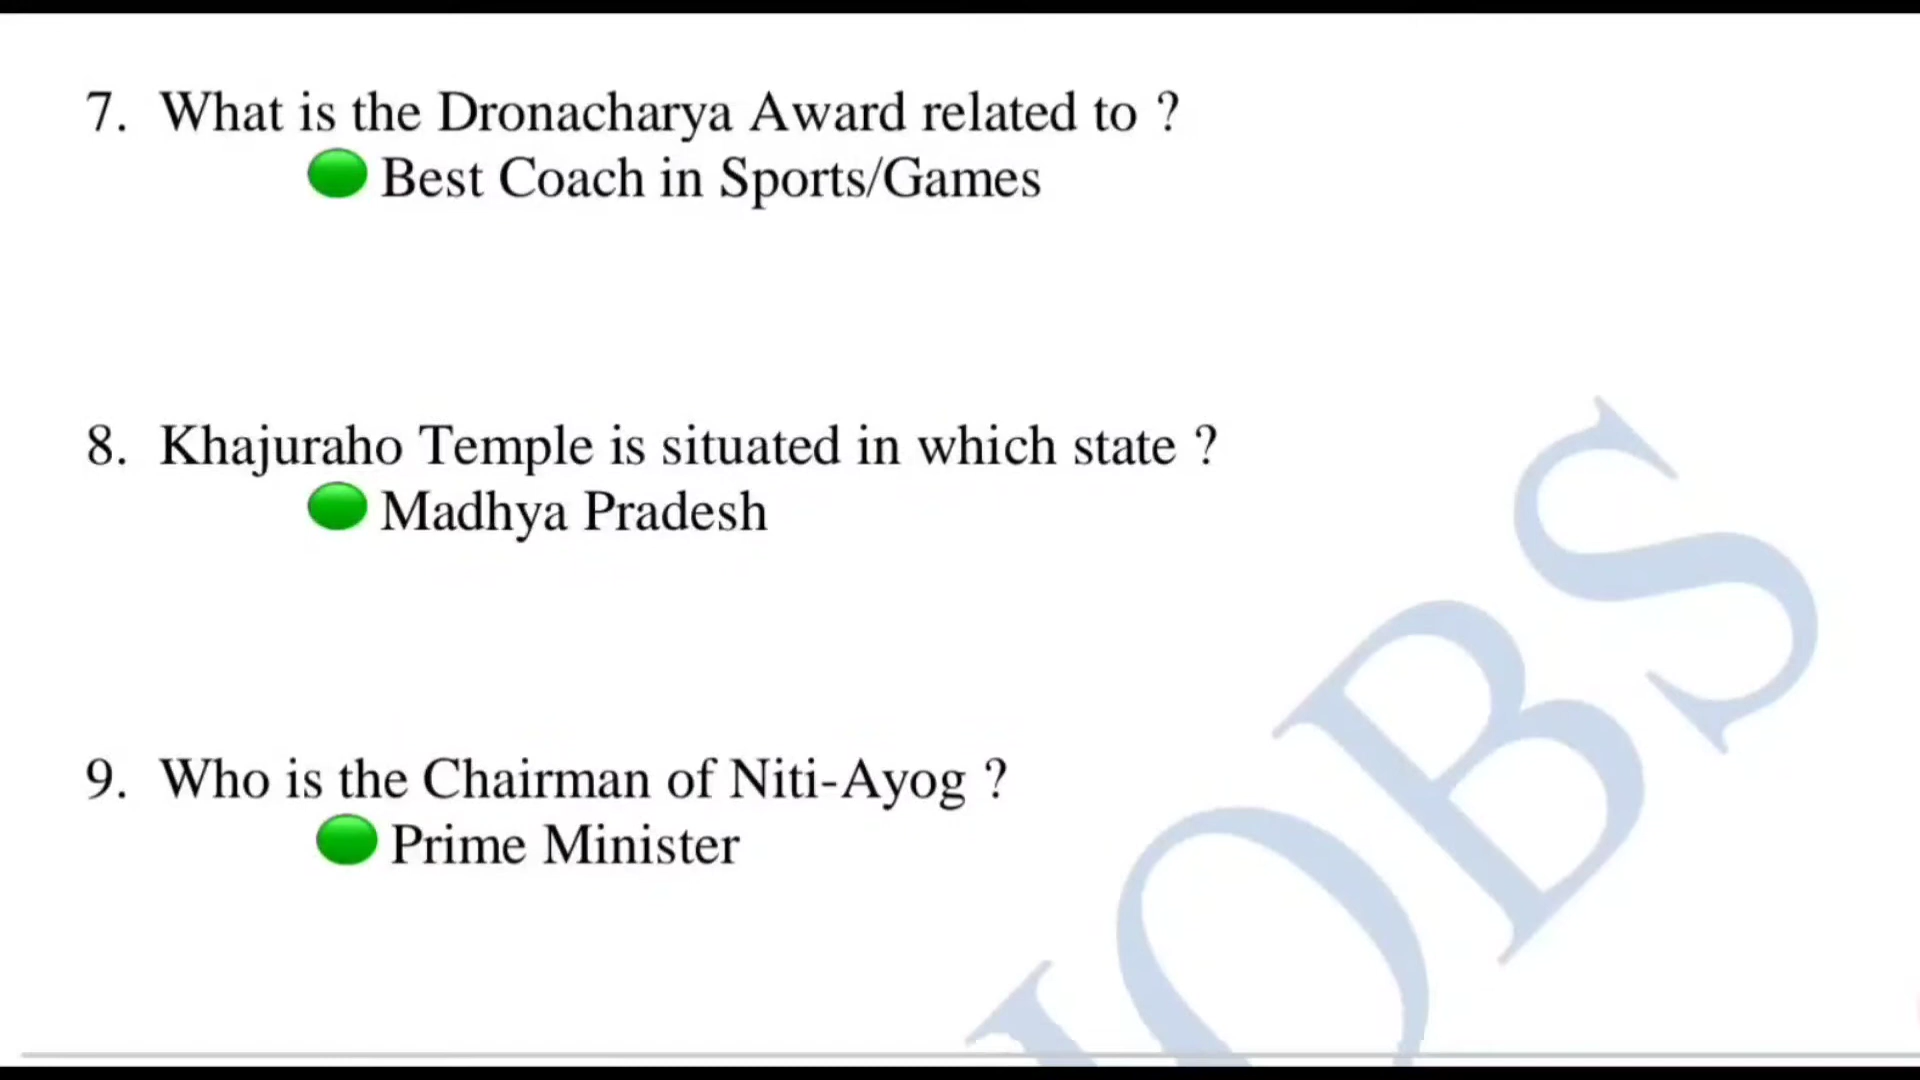 7. What is the Dronacharya Award related to ?
Best Coach in Sports/Games
8. Khajuraho Temple is situated in which state ?
Madhya Pradesh
9. Who is the Chairman of Niti-Ayog ?
Prime Minister
JOBS